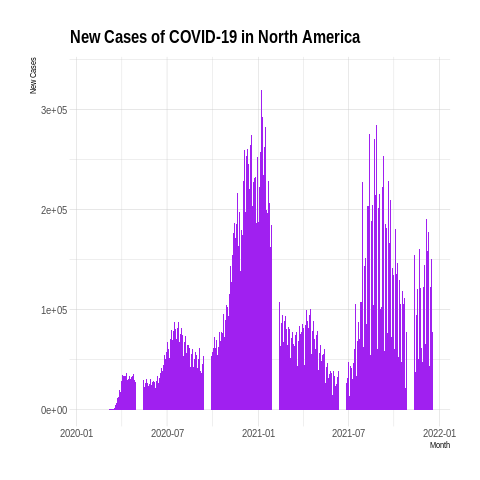 New Cases of COVID-19 in North America
New Cases
3e+05
2e+05
1e+05
0e+00
2020-01 2020-07 2021-01 2021-07 2022-01
Month